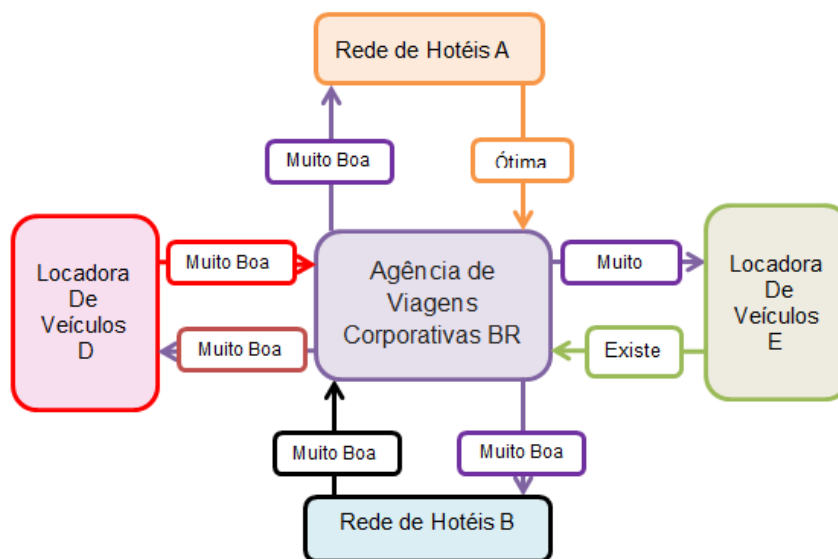 Rede de Hotéis A
Muito Boa
Ótima
Locadora
De
Veículos
D
Muito Boa
Muito Boa
Agência de
Viagens
Corporativas BR
Muito
Existe
Locadora
De
Veículos
E
Muito Boa
Muito Boa
Rede de Hotéis B